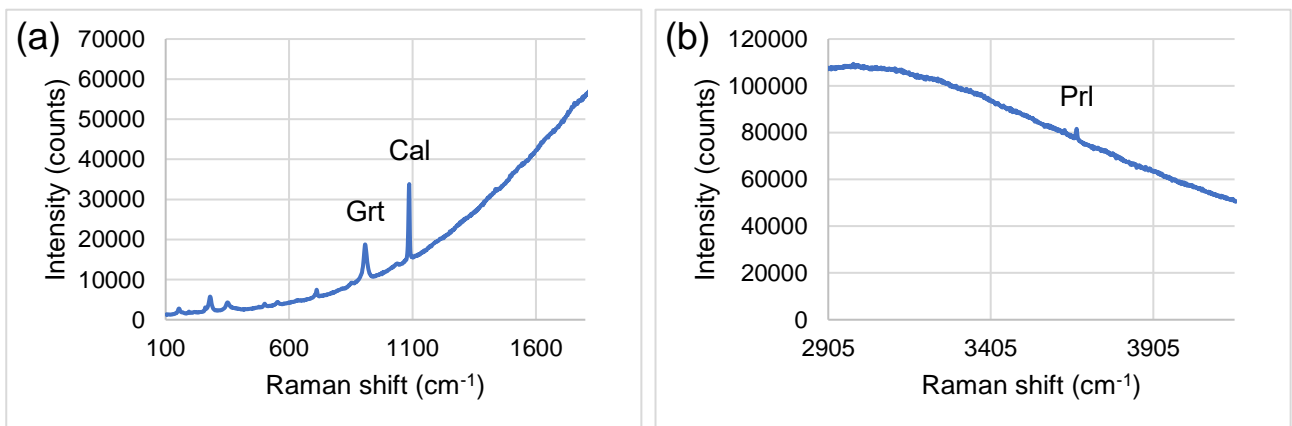 (a)
Intensity (counts)
70000
60000
50000
40000
30000
20000
10000
0
Cal
Grt
100 600 1100 1600
Raman shift (cm⁻¹)
(b)
Intensity (counts)
120000
100000
80000
60000
40000
20000
0
Prl
2905 3405 3905
Raman shift (cm⁻¹)